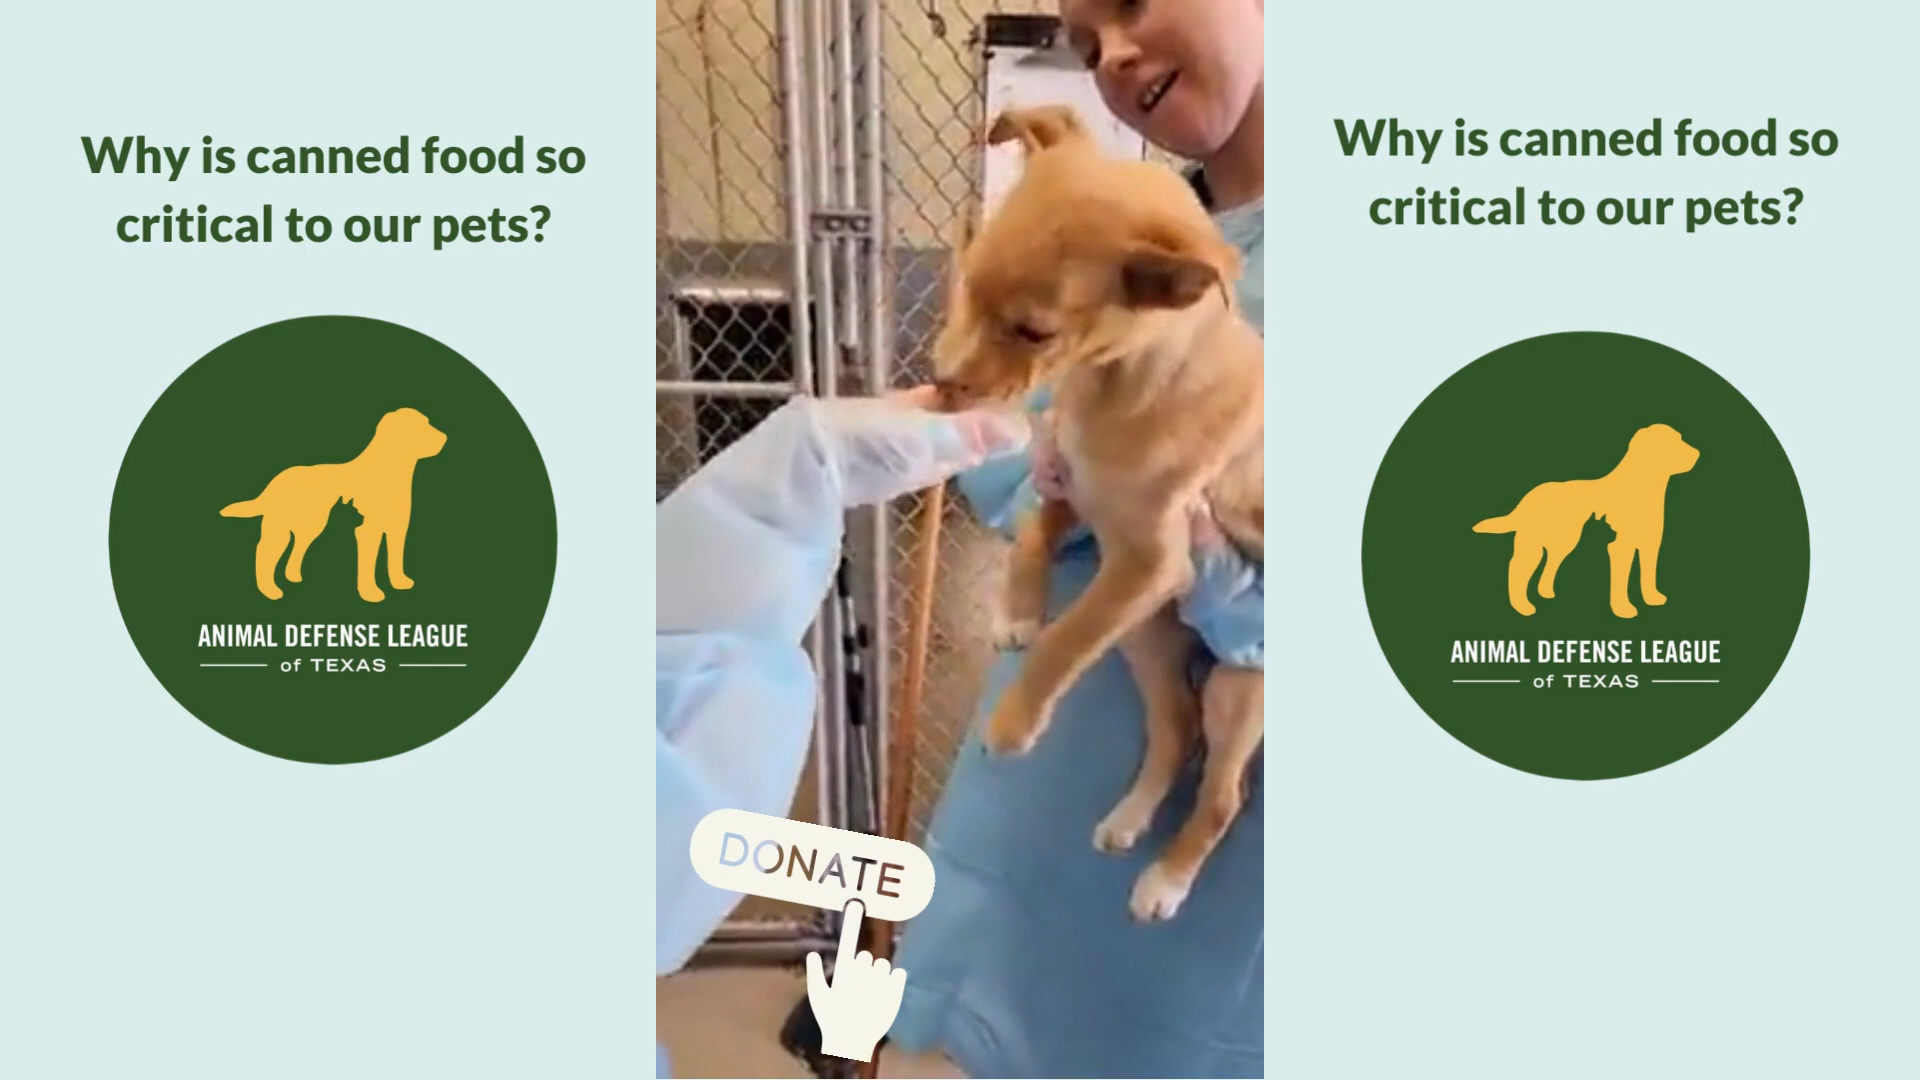 Why is canned food so
critical to our pets?
ANIMAL DEFENSE LEAGUE
of TEXAS
DONATE
Why is canned food so
critical to our pets?
ANIMAL DEFENSE LEAGUE
of TEXAS